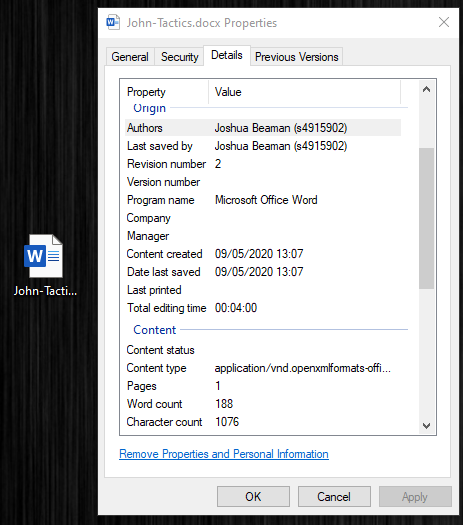 John-Tactics.docx Properties
General Security Details Previous Versions
Property Value
Origin
Authors Joshua Beaman (s4915902)
Last saved by Joshua Beaman (s4915902)
Revision number 2
Version number
Program name Microsoft Office Word
Company
Manager
Content created 09/05/2020 13:07
Date last saved 09/05/2020 13:07
Last printed
Total editing time 00:04:00
Content
Content status
Content type application/vnd.openxmlformats-offi...
Pages 1
Word count 188
Character count 1076
Remove Properties and Personal Information
OK Cancel Apply
W
John-Tacti...